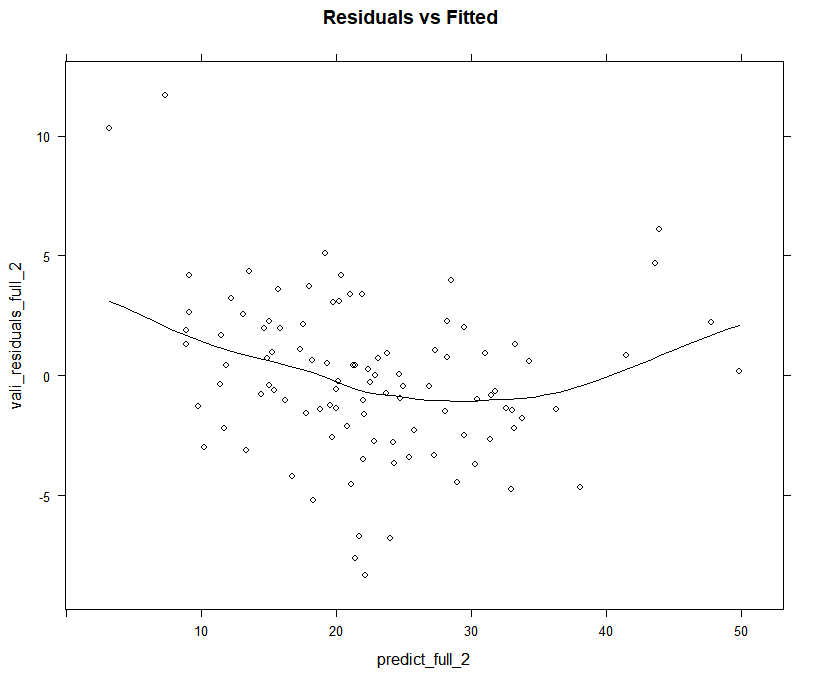 Residuals vs Fitted
10
5
0
-5
vali_residuals_full_2
10 20 30 40 50
predict_full_2